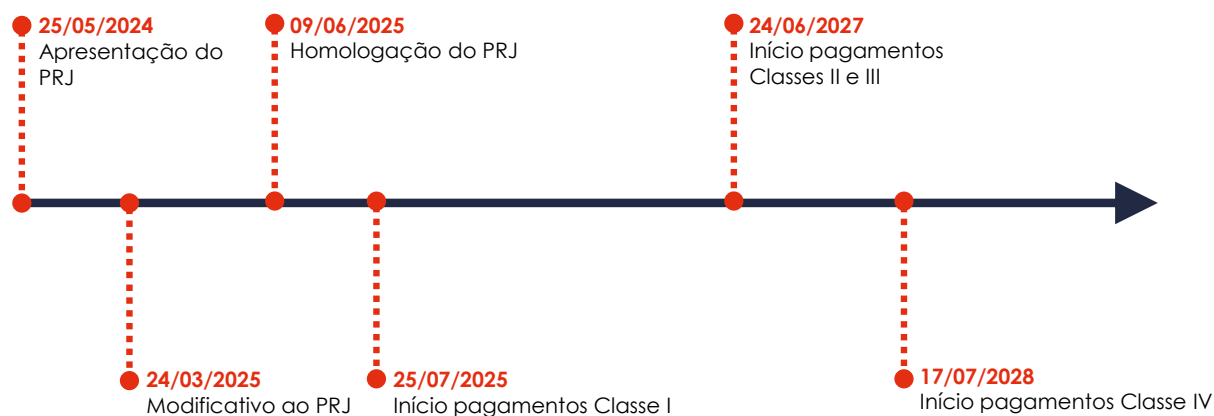 25/05/2024
Apresentação do
PRJ
09/06/2025
Homologação do PRJ
24/06/2027
Início pagamentos
Classes II e III
24/03/2025
Modificativo ao PRJ
25/07/2025
Início pagamentos Classe I
17/07/2028
Início pagamentos Classe IV